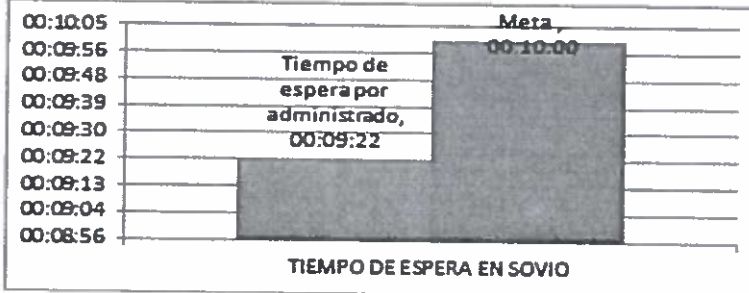 00:10:05
00:09:56
00:09:48
00:09:39
00:09:30
00:09:22
00:09:13
00:09:04
00:08:56
Tiempo de
espera por
administrado,
00:09:22
Meta,
00:10:00
TIEMPO DE ESPERA EN SOVIO